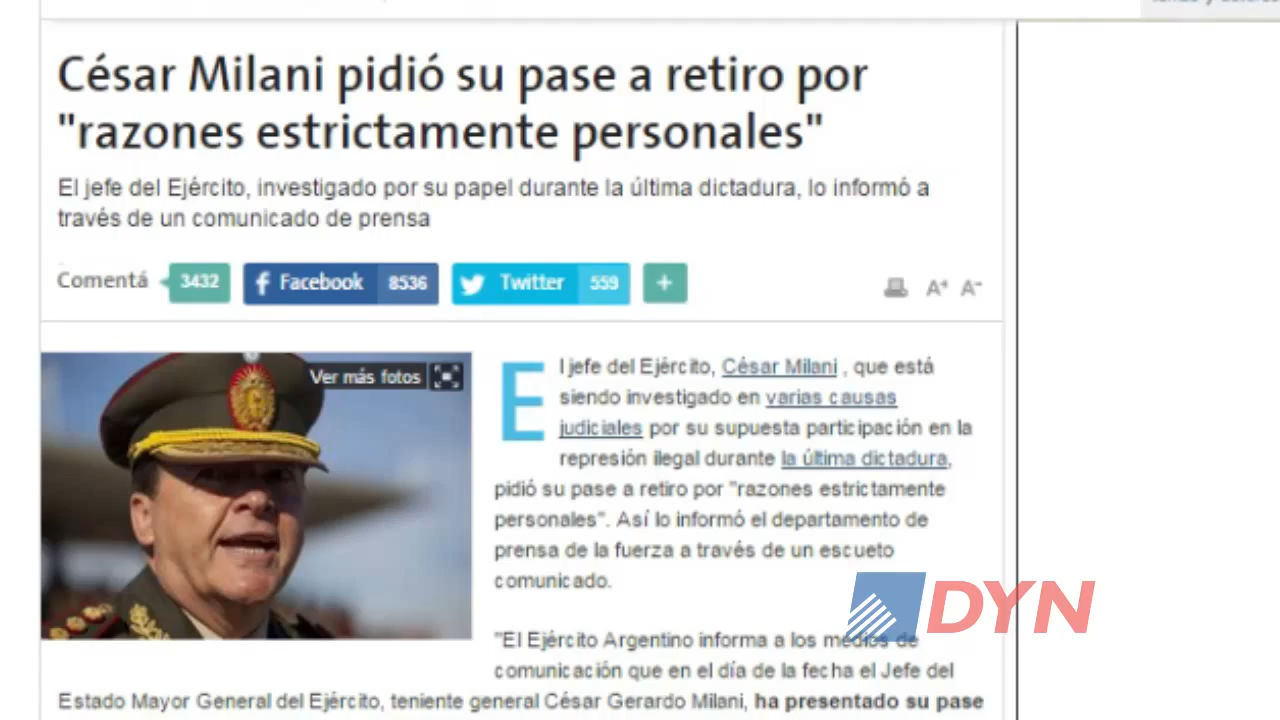 César Milani pidió su pase a retiro por
"razones estrictamente personales"
El jefe del Ejército, investigado por su papel durante la última dictadura, lo informó a
través de un comunicado de prensa
Comentá 3432 Facebook 8536 Twitter 559 + A+ A-
Ver más fotos
El jefe del Ejército, César Milani , que está
siendo investigado en varias causas
judiciales por su supuesta participación en la
represión ilegal durante la última dictadura,
pidió su pase a retiro por "razones estrictamente
personales". Así lo informó el departamento de
prensa de la fuerza a través de un escueto
comunicado.
DYN
"El Ejército Argentino informa a los medios de
comunicación que en el día de la fecha el Jefe del
Estado Mayor General del Ejército, teniente general César Gerardo Milani, ha presentado su pase